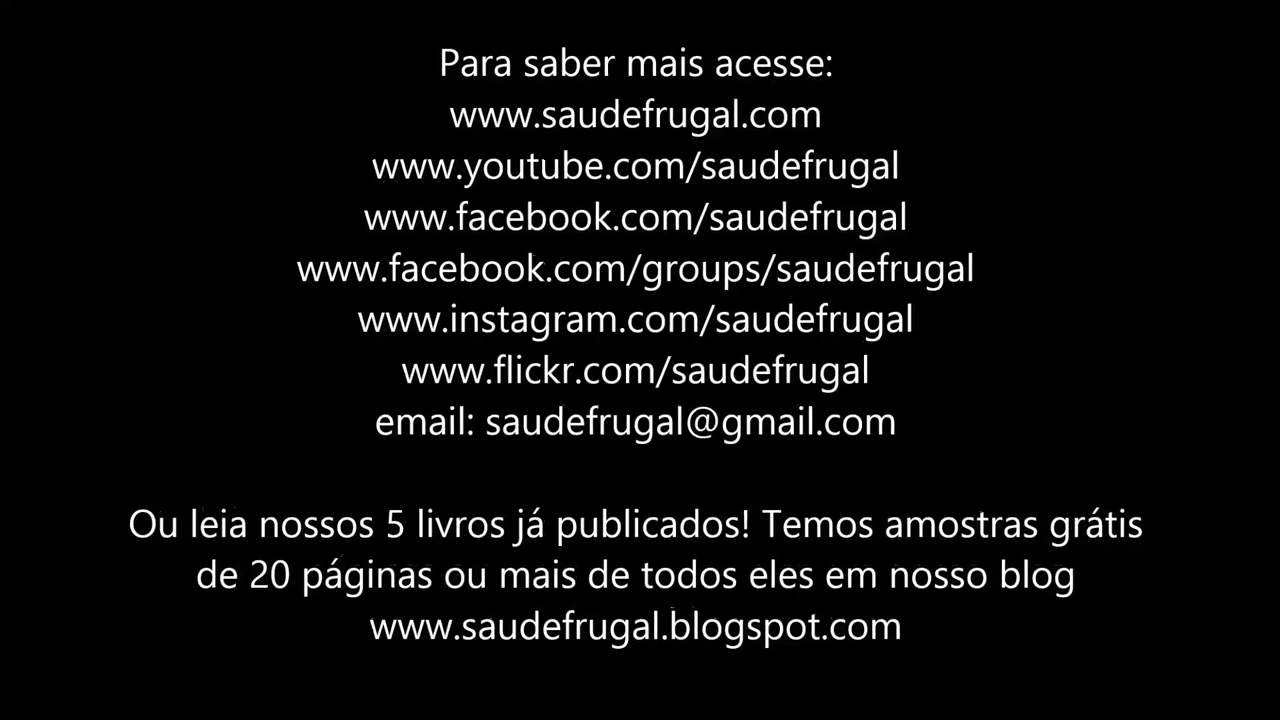 Para saber mais acesse:
www.saudefrugal.com
www.youtube.com/saudefrugal
www.facebook.com/saudefrugal
www.facebook.com/groups/saudefrugal
www.instagram.com/saudefrugal
www.flickr.com/saudefrugal
email: saudefrugal@gmail.com
Ou leia nossos 5 livros já publicados! Temos amostras grátis
de 20 páginas ou mais de todos eles em nosso blog
www.saudefrugal.blogspot.com